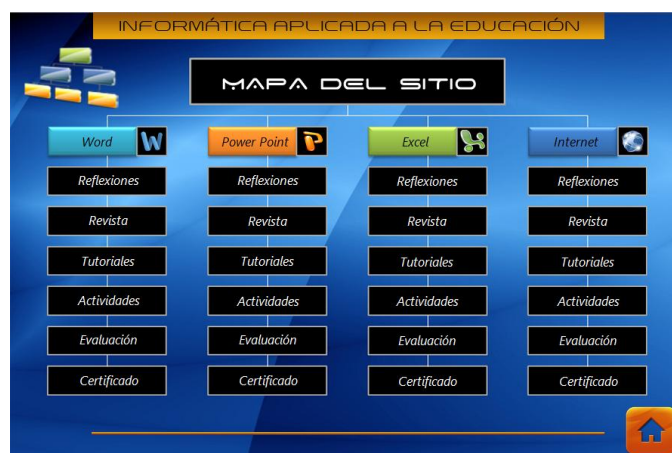 INFORMÁTICA APLICADA A LA EDUCACIÓN
MAPA DEL SITIO
Word
Power Point
Excel
Internet
Reflexiones
Reflexiones
Reflexiones
Reflexiones
Revista
Revista
Revista
Revista
Tutoriales
Tutoriales
Tutoriales
Tutoriales
Actividades
Actividades
Actividades
Actividades
Evaluación
Evaluación
Evaluación
Evaluación
Certificado
Certificado
Certificado
Certificado